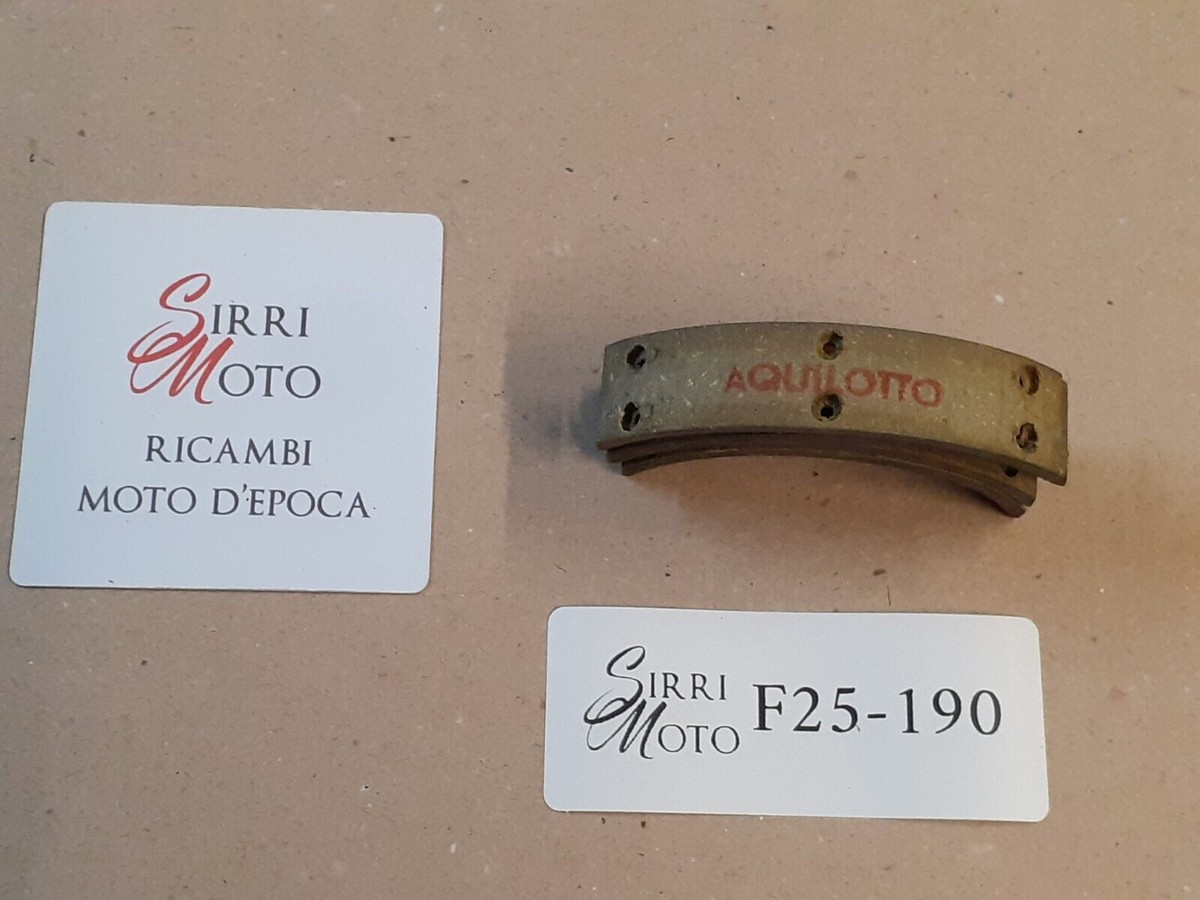 SIRRI
MOTO
RICAMBI
MOTO D'EPOCA
AQUILOTTO
SIRRI
MOTO
F25-190